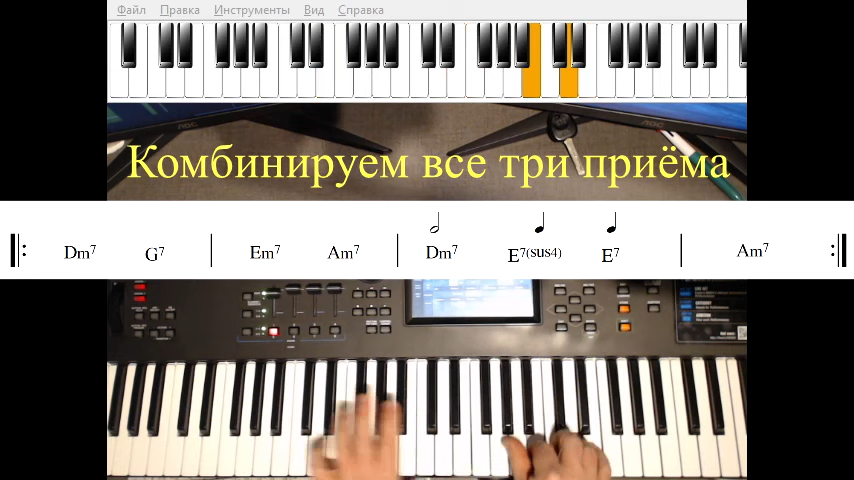 Файл Правка Инструменты Вид Справка
Комбинируем все три приёма
Dm7 G7 Em7 Am7 Dm7 E7(sus4) E7 Am7